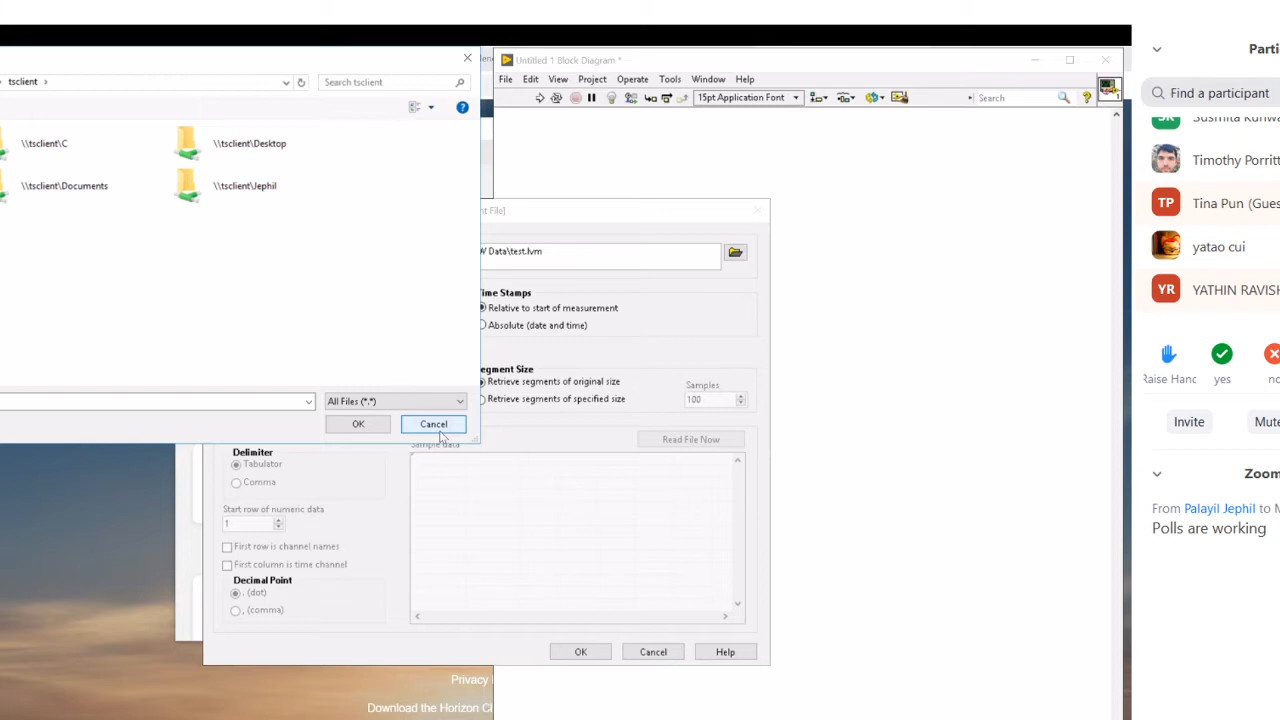 tsclient >
Search tsclient
\\tsclient\C
\\tsclient\Desktop
\\tsclient\Documents
\\tsclient\Jephil
All Files (*.*)
OK
Cancel
Untitled 1 Block Diagram *
File Edit View Project Operate Tools Window Help
15pt Application Font
Search
nt File]
W Data\test.lvm
Time Stamps
Relative to start of measurement
Absolute (date and time)
egment Size
Retrieve segments of original size
Retrieve segments of specified size
Samples
100
Read File Now
Sample data
Delimiter
Tabulator
Comma
Start row of numeric data
1
First row is channel names
First column is time channel
Decimal Point
. (dot)
, (comma)
OK
Cancel
Help
Privacy
Download the Horizon Cl
Parti
Find a participant
Timothy Porritt
TP
Tina Pun (Gues
yatao cui
YR
YATHIN RAVISH
Raise Hand
yes
no
Invite
Mute
Zoom
From Palayil Jephil to M
Polls are working